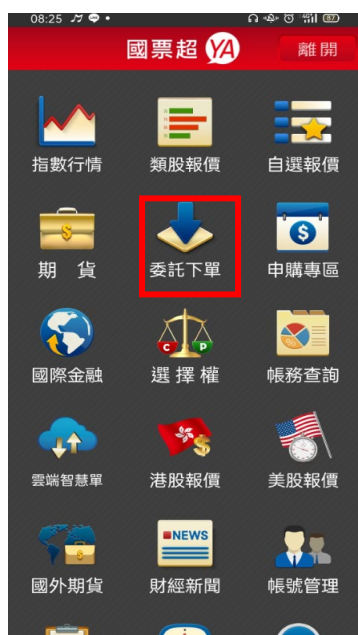 08:25
87
國票超 YA
離開
指數行情
類股報價
自選報價
$
$
期 貨
委託下單
申購專區
C P
$
國際金融
選擇權
帳務查詢
$
雲端智慧單
港股報價
美股報價
NEWS
國外期貨
財經新聞
帳號管理